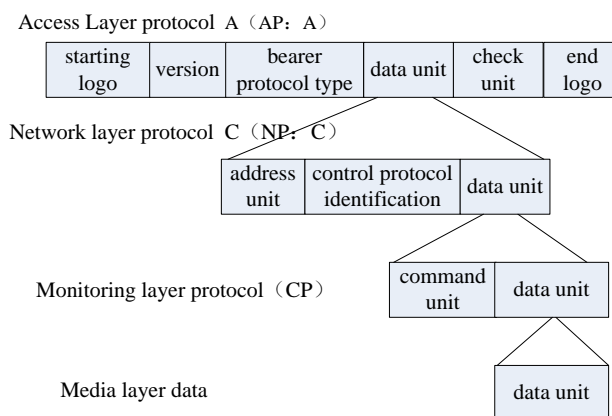 Access Layer protocol A（AP：A）
starting logo
version
bearer protocol type
data unit
check unit
end logo
Network layer protocol C（NP：C）
address unit
control protocol identification
data unit
Monitoring layer protocol（CP）
command unit
data unit
Media layer data
data unit